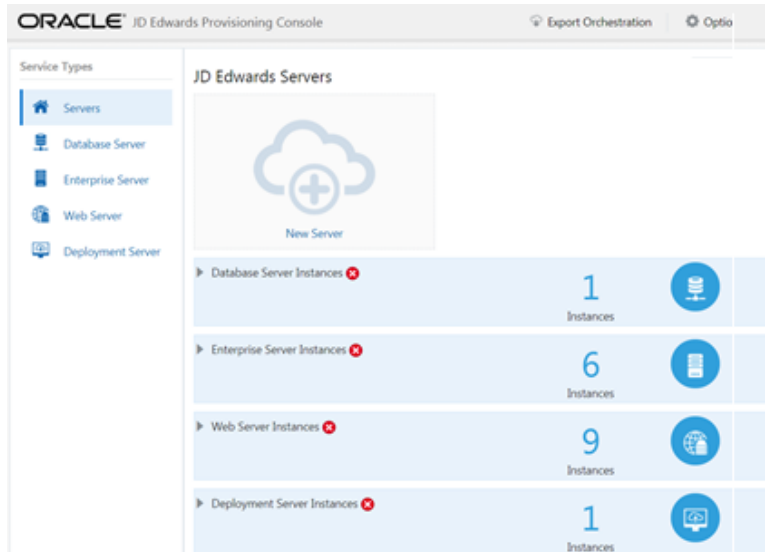 ORACLE JD Edwards Provisioning Console
Export Orchestration
Optio
Service Types
Servers
Database Server
Enterprise Server
Web Server
Deployment Server
JD Edwards Servers
New Server
Database Server Instances
1
Instances
Enterprise Server Instances
6
Instances
Web Server Instances
9
Instances
Deployment Server Instances
1
Instances